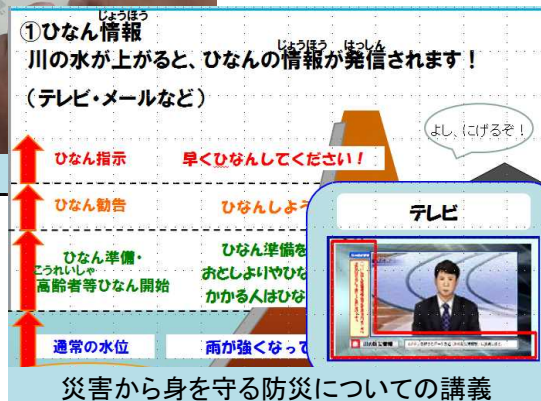 ①ひなん情報
じょうほう
川の水が上がると、ひなんの情報が発信されます！
じょうほう はっしん
（テレビ・メールなど）
よし、にげるぞ！
ひなん指示 早くひなんしてください！
ひなん勧告 ひなんしよう
テレビ
ひなん準備・
こうれいしゃ
高齢者等ひなん開始
ひなん準備を
おとしよりやひな
かかる人はひな
通常の水位 雨が強くなって
災害から身を守る防災についての講義